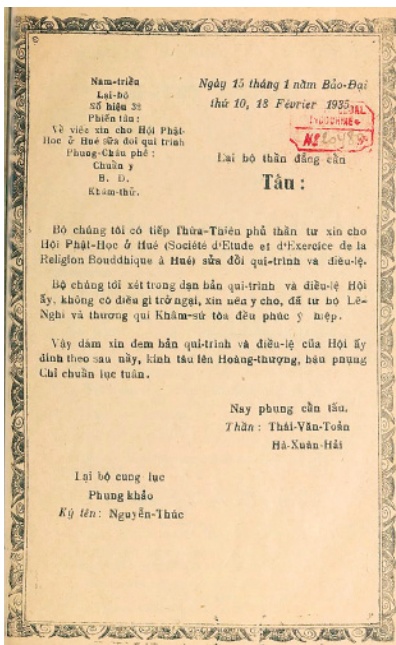 Nam-triều
Lại-bộ
Số hiệu 32
Phiến tâu :
Về việc xin cho Hội Phật-
Học ở Huế sửa đổi qui trình
Phụng-Châu phê :
Chuẩn y
B. Đ.
Khâm-thử.
Ngày 15 tháng 1 năm Bảo-Đại
thứ 10, 18 Février 1935
INDOCHINE
Nº
Lại bộ thần đẳng cẩn
Tâu :
Bộ chúng tôi có tiếp Thừa-Thiên phủ thần tư xin cho
Hội Phật-Học ở Huế (Société d'Etude et d'Exercice de la
Religion Bouddhique à Huế) sửa đổi qui-trình và điều-lệ.
Bộ chúng tôi xét trong dạn bản qui-trình và điều-lệ Hội
ấy, không có điều gì trở ngại, xin nên y cho, đã tư bộ Lễ-
Nghi và thương qui Khâm-sứ tòa đều phúc ý hiệp.
Vậy dám xin đem bản qui-trình và điều-lệ của Hội ấy
đính theo sau nầy, kính tâu lên Hoàng-thượng, hậu phụng
Chỉ chuẩn lục tuân.
Nay phụng cẩn tấu.
Thần : Thái-Văn-Toản
Hà-Xuân-Hải
Lại bộ cung lục
Phụng khảo
Ký tên : Nguyễn-Thúc